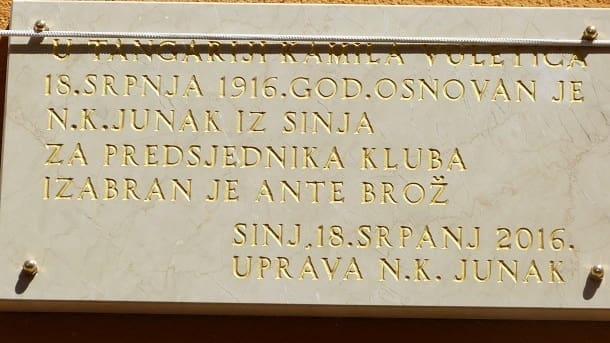 U TANGARIJI KAMILA VULETIĆA
18.SRPNJA 1916.GOD.OSNOVAN JE
N.K.JUNAK IZ SINJA
ZA PREDSJEDNIKA KLUBA
IZABRAN JE ANTE BROŽ
SINJ,18.SRPANJ 2016.
UPRAVA N.K. JUNAK